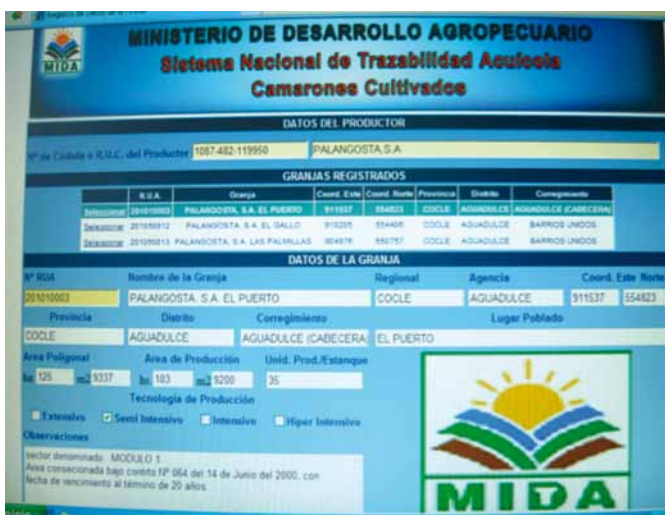 MINISTERIO DE DESARROLLO AGROPECUARIO
MIDA
Sistema Nacional de Trazabilidad Acuicola
Camarones Cultivados
DATOS DEL PRODUCTOR
Nº de Cédula o R.U.C. del Productor 1087-482-119950 PALANGOSTA, S.A
GRANJAS REGISTRADOS
R.U.A. Granja Coord. Este Coord. Norte Provincia Distrito Corregimiento
Seleccionar 201010003 PALANGOSTA, S.A. EL PUERTO 911537 554823 COCLE AGUADULCE AGUADULCE (CABECERA)
Seleccionar PALANGOSTA, S.A. EL GALLO COCLE AGUADULCE BARRIOS UNIDOS
Seleccionar PALANGOSTA, S.A. LAS PALMILLAS COCLE AGUADULCE BARRIOS UNIDOS
DATOS DE LA GRANJA
Nº RUA Nombre de la Granja Regional Agencia Coord. Este Norte
201010003 PALANGOSTA, S.A. EL PUERTO COCLE AGUADULCE 911537 554823
Provincia Distrito Corregimiento Lugar Poblado
COCLE AGUADULCE AGUADULCE (CABECERA) EL PUERTO
Area Poligonal Area de Producción Unid. Prod./Estanque
ha 126 m2 9337 ha 103 m2 9200 35
Tecnología de Producción
Extensivo Semi Intensivo Intensivo Hiper Intensivo
Observaciones
sector denominado: MODULO 1
Area consecionada bajo contrto Nº 064 del 14 de Junio del 2000, con
fecha de vencimiento al término de 20 años.
MIDA